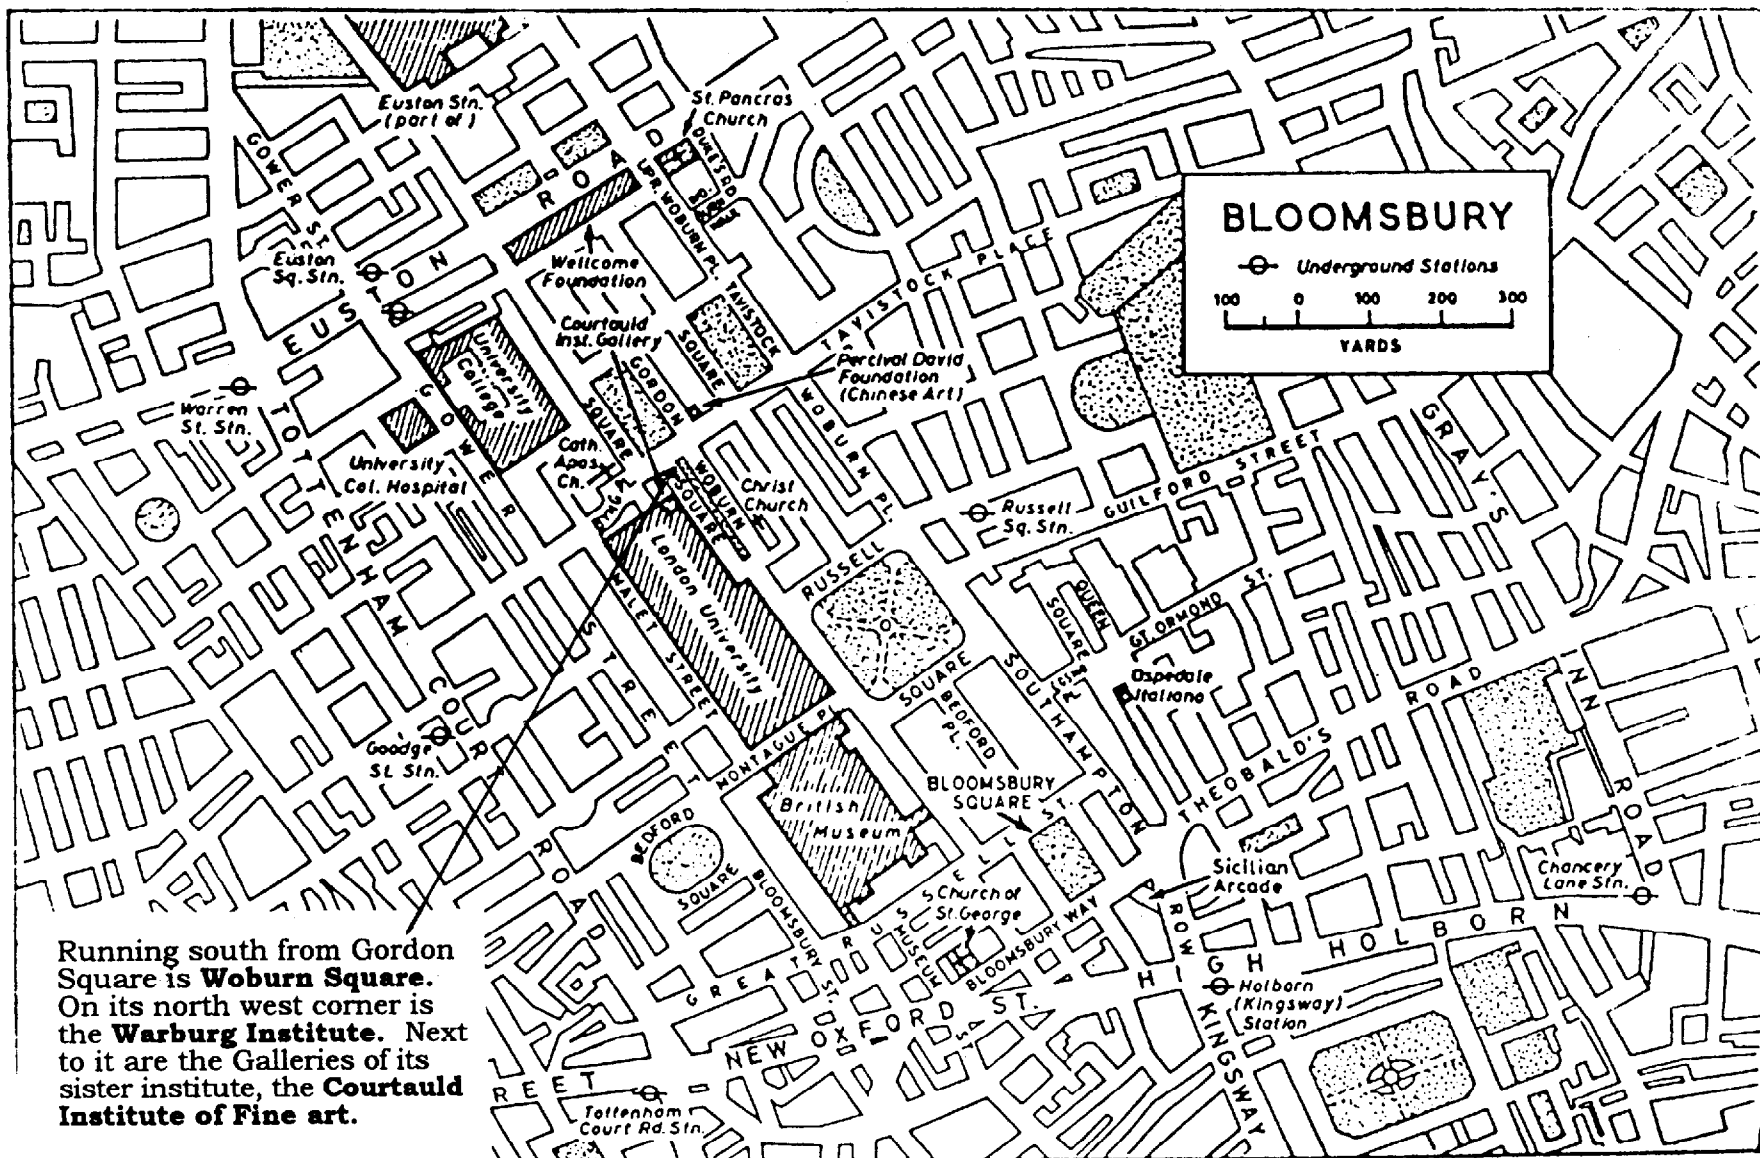 Euston Stn.
(part of)
St. Pancras
Church
DUKE'S RD.
GOWER ST.
EUSTON ROAD
UPR. WOBURN PL.
Euston
Sq. Stn.
Wellcome
Foundation
TAVISTOCK PLACE
BLOOMSBURY
Underground Stations
100 0 100 200 300
YARDS
Courtauld
Inst. Gallery
TAVISTOCK
SQUARE
Percival David
Foundation
(Chinese Art)
University
College
GORDON
SQUARE
Warren
St. Stn.
GOWER STREET
University
Col. Hospital
Cath.
Apos.
Ch.
WOBURN
SQUARE
Christ
Church
WOBURN PL.
Russell
Sq. Stn.
GUILFORD STREET
GRAY'S INN ROAD
TOTTENHAM COURT ROAD
London
University
MALET STREET
RUSSELL
SQUARE
QUEEN
SQUARE
GT. ORMOND ST.
Ospedale
Italiano
SOUTHAMPTON ROW
BEDFORD
PL.
THEOBALD'S ROAD
Goodge
St. Stn.
MONTAGUE PL.
British
Museum
BLOOMSBURY
SQUARE
BEDFORD
SQUARE
BLOOMSBURY ST.
GREAT RUSSELL ST.
Church of
St. George
MUSEUM ST.
BLOOMSBURY WAY
Sicilian
Arcade
Chancery
Lane Stn.
HIGH HOLBORN
Holborn
(Kingsway)
Station
KINGSWAY
NEW OXFORD ST.
REET
Tottenham
Court Rd. Stn.
Running south from Gordon
Square is Woburn Square.
On its north west corner is
the Warburg Institute. Next
to it are the Galleries of its
sister institute, the Courtauld
Institute of Fine art.